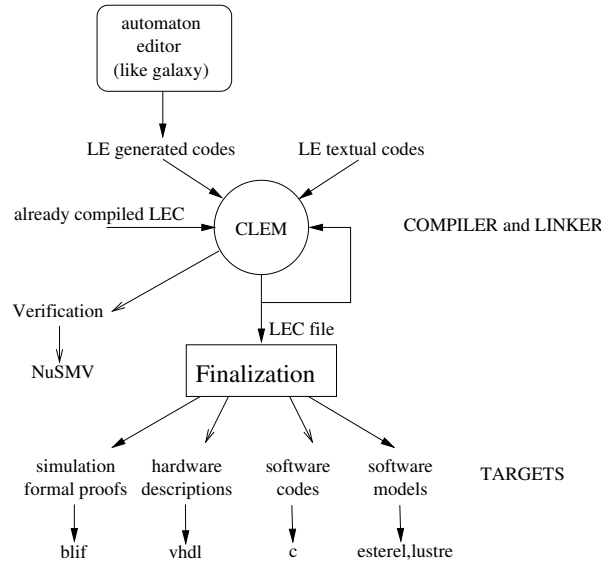 automaton
editor
(like galaxy)
LE generated codes
LE textual codes
already compiled LEC
CLEM
COMPILER and LINKER
Verification
LEC file
NuSMV
Finalization
simulation
formal proofs
hardware
descriptions
software
codes
software
models
TARGETS
blif
vhdl
c
esterel,lustre